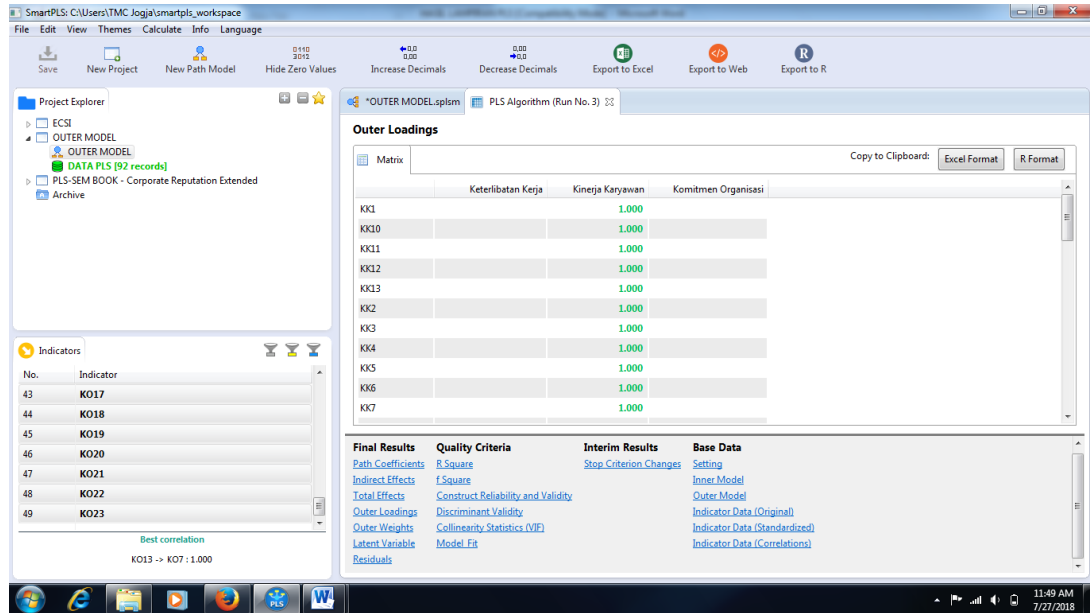 SmartPLS: C:\Users\TMC Jogja\smartpls_workspace
File Edit View Themes Calculate Info Language
Save New Project New Path Model Hide Zero Values Increase Decimals Decrease Decimals Export to Excel Export to Web Export to R
Project Explorer
ECSI
OUTER MODEL
OUTER MODEL
DATA PLS [92 records]
PLS-SEM BOOK - Corporate Reputation Extended
Archive
Indicators
No. Indicator
43 KO17
44 KO18
45 KO19
46 KO20
47 KO21
48 KO22
49 KO23
Best correlation
KO13 -> KO7 : 1.000
*OUTER MODEL.splsm PLS Algorithm (Run No. 3)
Outer Loadings
Matrix
Copy to Clipboard: Excel Format R Format
Keterlibatan Kerja Kinerja Karyawan Komitmen Organisasi
KK1 1.000
KK10 1.000
KK11 1.000
KK12 1.000
KK13 1.000
KK2 1.000
KK3 1.000
KK4 1.000
KK5 1.000
KK6 1.000
KK7 1.000
Final Results Quality Criteria Interim Results Base Data
Path Coefficients R Square Stop Criterion Changes Setting
Indirect Effects f Square Inner Model
Total Effects Construct Reliability and Validity Outer Model
Outer Loadings Discriminant Validity Indicator Data (Original)
Outer Weights Collinearity Statistics (VIF) Indicator Data (Standardized)
Latent Variable Model Fit Indicator Data (Correlations)
Residuals
11:49 AM
7/27/2018